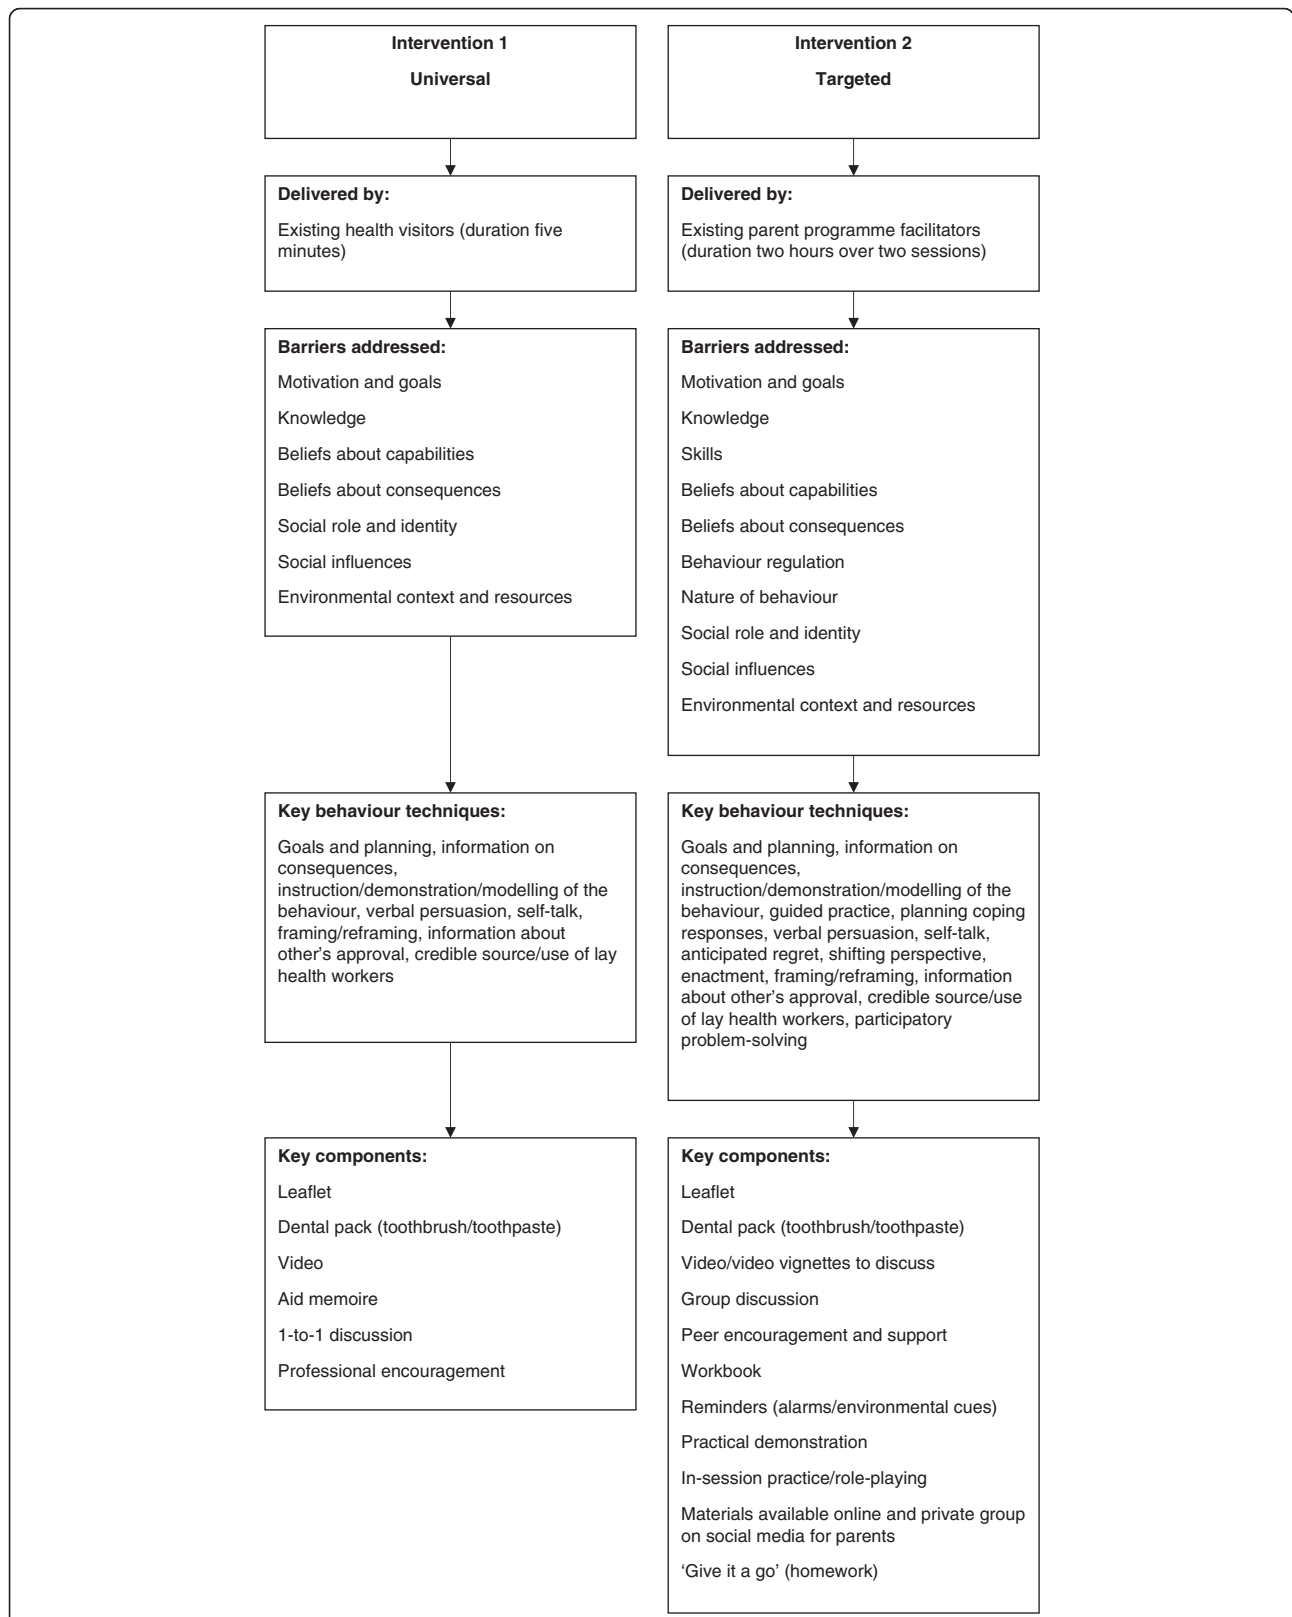 Intervention 1
Universal
Delivered by:
Existing health visitors (duration five
minutes)
Barriers addressed:
Motivation and goals
Knowledge
Beliefs about capabilities
Beliefs about consequences
Social role and identity
Social influences
Environmental context and resources
Key behaviour techniques:
Goals and planning, information on
consequences,
instruction/demonstration/modelling of the
behaviour, verbal persuasion, self-talk,
framing/reframing, information about
other's approval, credible source/use of lay
health workers
Key components:
Leaflet
Dental pack (toothbrush/toothpaste)
Video
Aid memoire
1-to-1 discussion
Professional encouragement
Intervention 2
Targeted
Delivered by:
Existing parent programme facilitators
(duration two hours over two sessions)
Barriers addressed:
Motivation and goals
Knowledge
Skills
Beliefs about capabilities
Beliefs about consequences
Behaviour regulation
Nature of behaviour
Social role and identity
Social influences
Environmental context and resources
Key behaviour techniques:
Goals and planning, information on
consequences,
instruction/demonstration/modelling of the
behaviour, guided practice, planning coping
responses, verbal persuasion, self-talk,
anticipated regret, shifting perspective,
enactment, framing/reframing, information
about other's approval, credible source/use
of lay health workers, participatory
problem-solving
Key components:
Leaflet
Dental pack (toothbrush/toothpaste)
Video/video vignettes to discuss
Group discussion
Peer encouragement and support
Workbook
Reminders (alarms/environmental cues)
Practical demonstration
In-session practice/role-playing
Materials available online and private group
on social media for parents
'Give it a go' (homework)